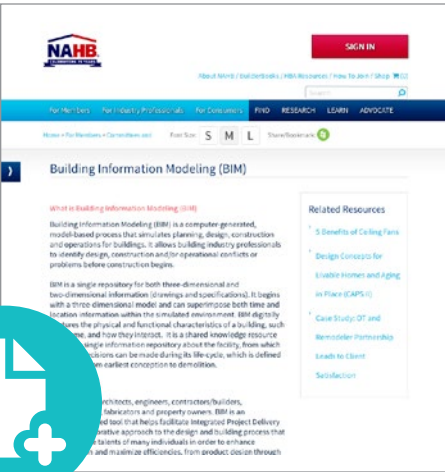 NAHB.
SIGN IN
About NAHB / BuilderBooks / HBA Resources / How To Join / Shop
Search
For Members For Industry Professionals For Consumers FIND RESEARCH LEARN ADVOCATE
Home > For Members > Committees and Font Size: S M L Share/Bookmark:
Building Information Modeling (BIM)
What is Building Information Modeling (BIM)
Related Resources
Building Information Modeling (BIM) is a computer-generated,
model-based process that simulates planning, design, construction
and operations for buildings. It allows building industry professionals
to identify design, construction and/or operational conflicts or
problems before construction begins.
5 Benefits of Ceiling Fans
Design Concepts for
Livable Homes and Aging
in Place (CAPS II)
Case Study: OT and
Remodeler Partnership
Leads to Client
Satisfaction
BIM is a single repository for both three-dimensional and
two-dimensional information (drawings and specifications). It begins
with a three-dimensional model and can superimpose both time and
location information within the simulated environment. BIM digitally
the physical and functional characteristics of a building, such
and how they interact. It is a shared knowledge resource
single information repository about the facility, from which
can be made during its life-cycle, which is defined
earliest conception to demolition.
architects, engineers, contractors/builders,
fabricators and property owners. BIM is an
tool that helps facilitate Integrated Project Delivery
approach to the design and building process that
talents of many individuals in order to enhance
and maximize efficiencies, from product design through